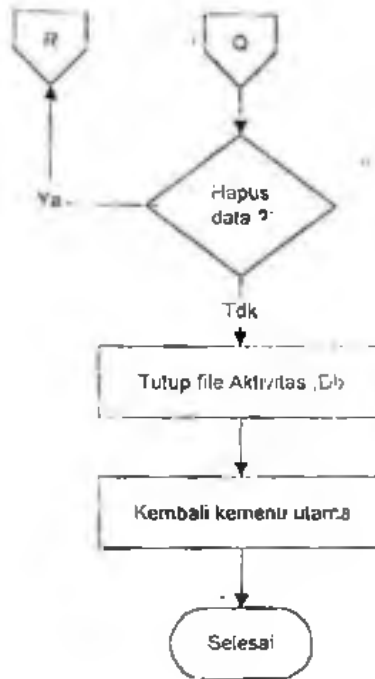 R
Q
Hapus
data ?
Ya
Tdk
Tutup file Aktivitas .Db
Kembali kemenu utama
Selesai